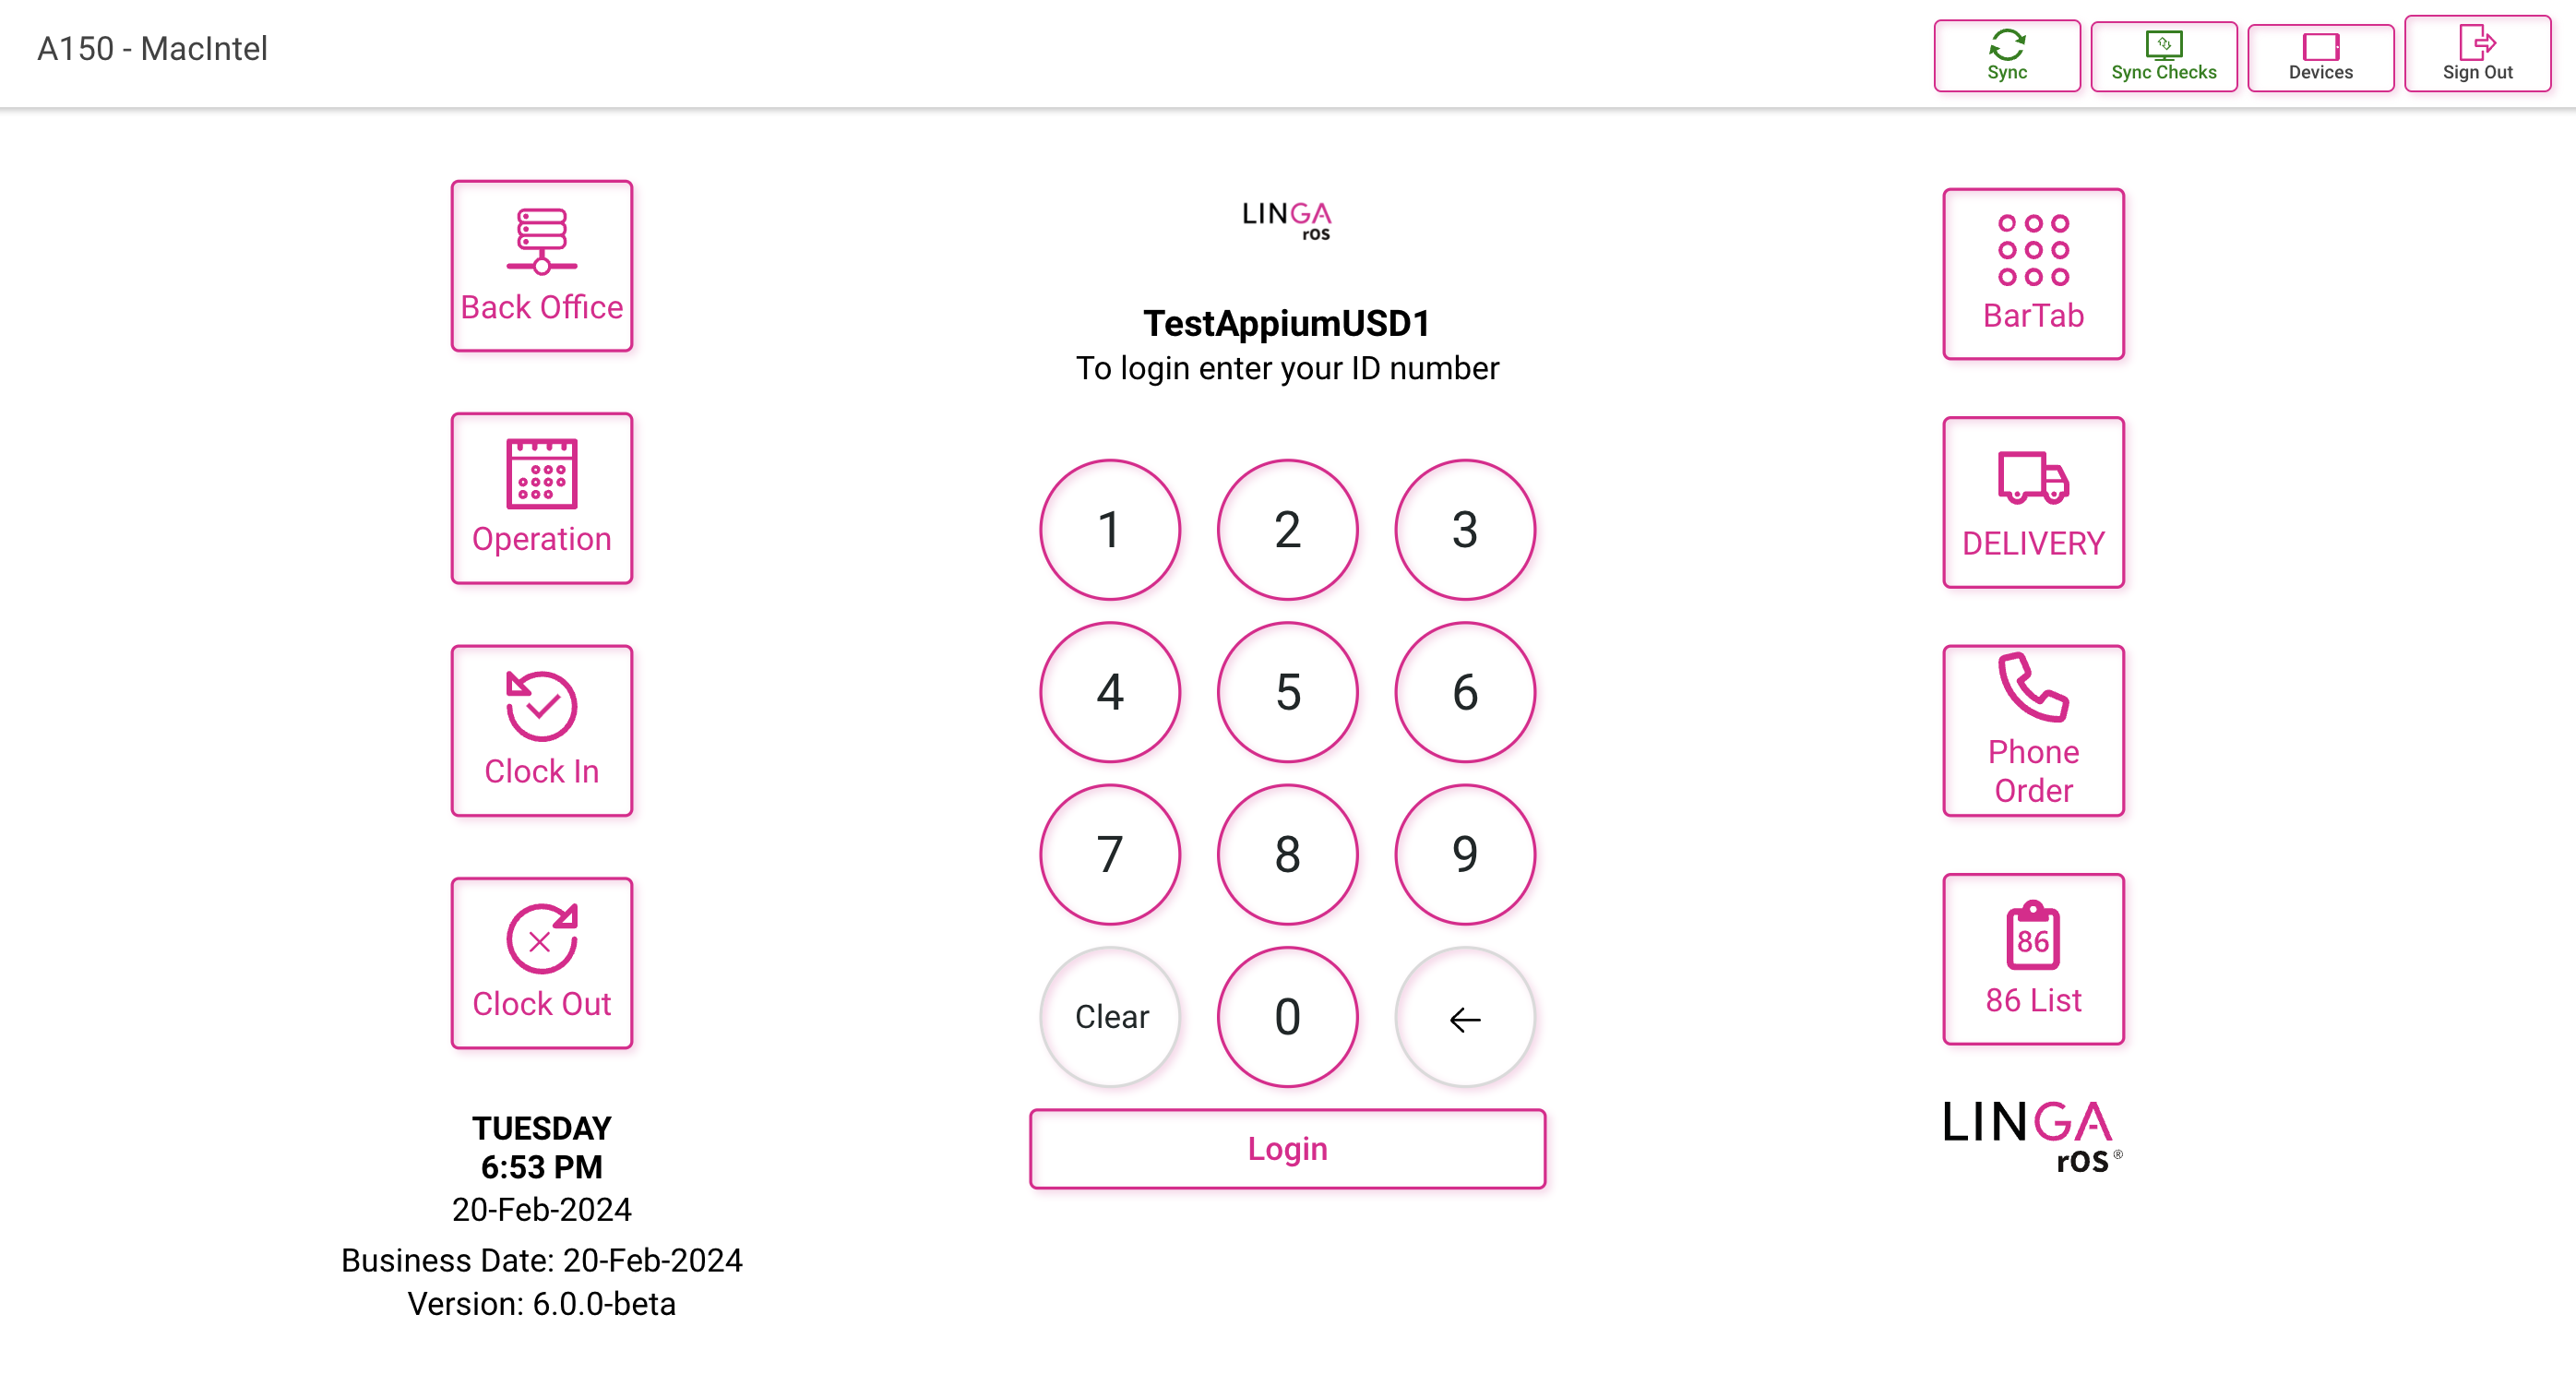 A150 - MacIntel
Sync
Sync Checks
Devices
Sign Out
Back Office
Operation
Clock In
Clock Out
TUESDAY
6:53 PM
20-Feb-2024
Business Date: 20-Feb-2024
Version: 6.0.0-beta
LINGA
rOS
TestAppiumUSD1
To login enter your ID number
1 2 3
4 5 6
7 8 9
Clear 0 ←
Login
BarTab
DELIVERY
Phone
Order
86
86 List
LINGA
rOS ®